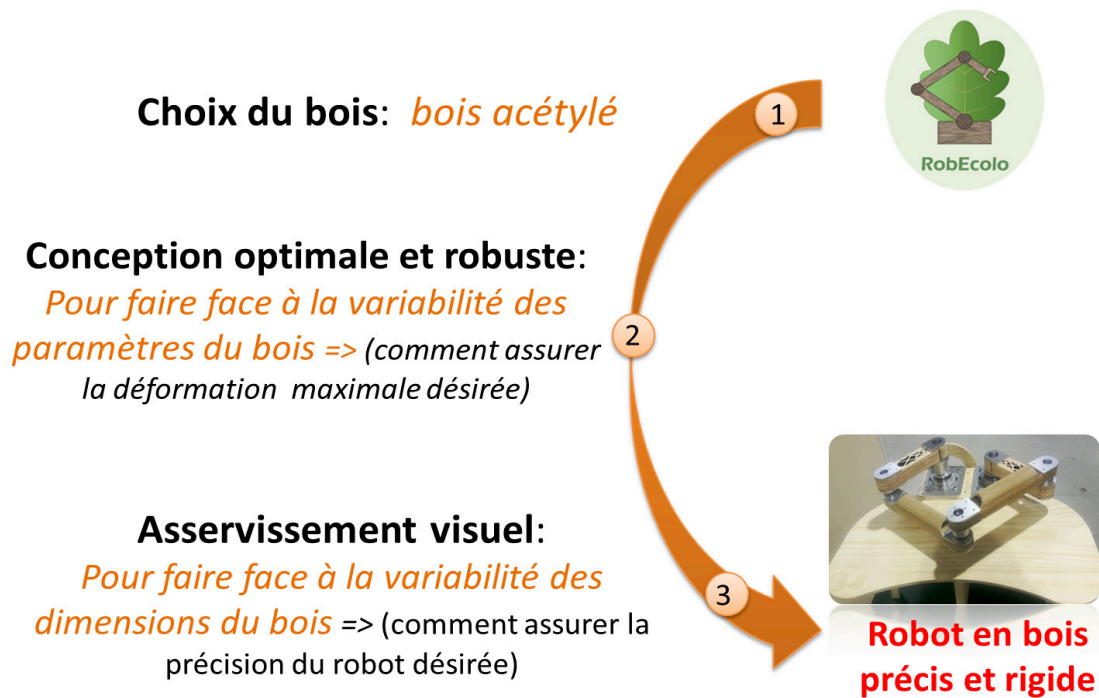 Choix du bois: bois acétylé
1
RobEcolo
Conception optimale et robuste:
Pour faire face à la variabilité des
paramètres du bois => (comment assurer
la déformation maximale désirée)
2
Asservissement visuel:
Pour faire face à la variabilité des
dimensions du bois => (comment assurer la
précision du robot désirée)
3
Robot en bois
précis et rigide